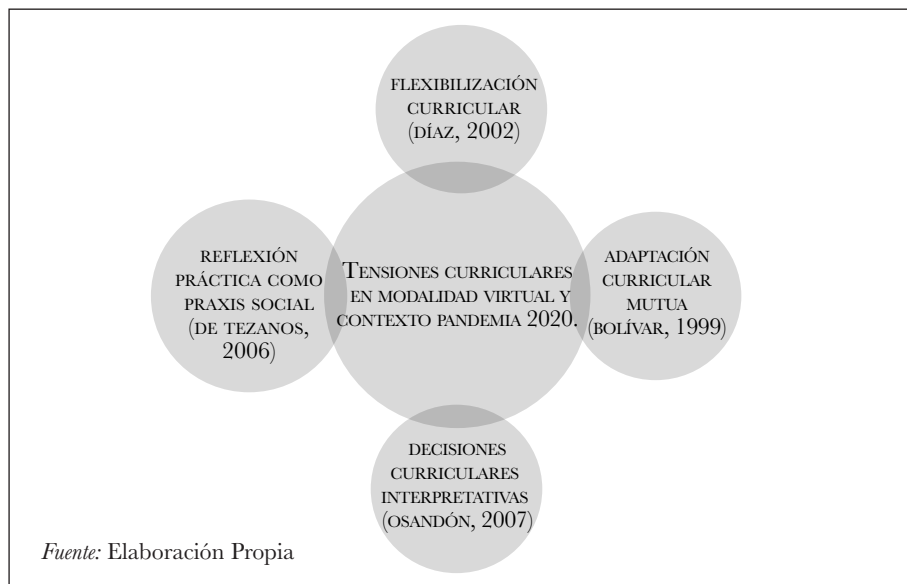 FLEXIBILIZACIÓN
CURRICULAR
(DÍAZ, 2002)
REFLEXIÓN
PRÁCTICA COMO
PRAXIS SOCIAL
(DE TEZANOS,
2006)
TENSIONES CURRICULARES
EN MODALIDAD VIRTUAL Y
CONTEXTO PANDEMIA 2020.
ADAPTACIÓN
CURRICULAR
MUTUA
(BOLÍVAR, 1999)
DECISIONES
CURRICULARES
INTERPRETATIVAS
(OSANDÓN, 2007)
Fuente: Elaboración Propia